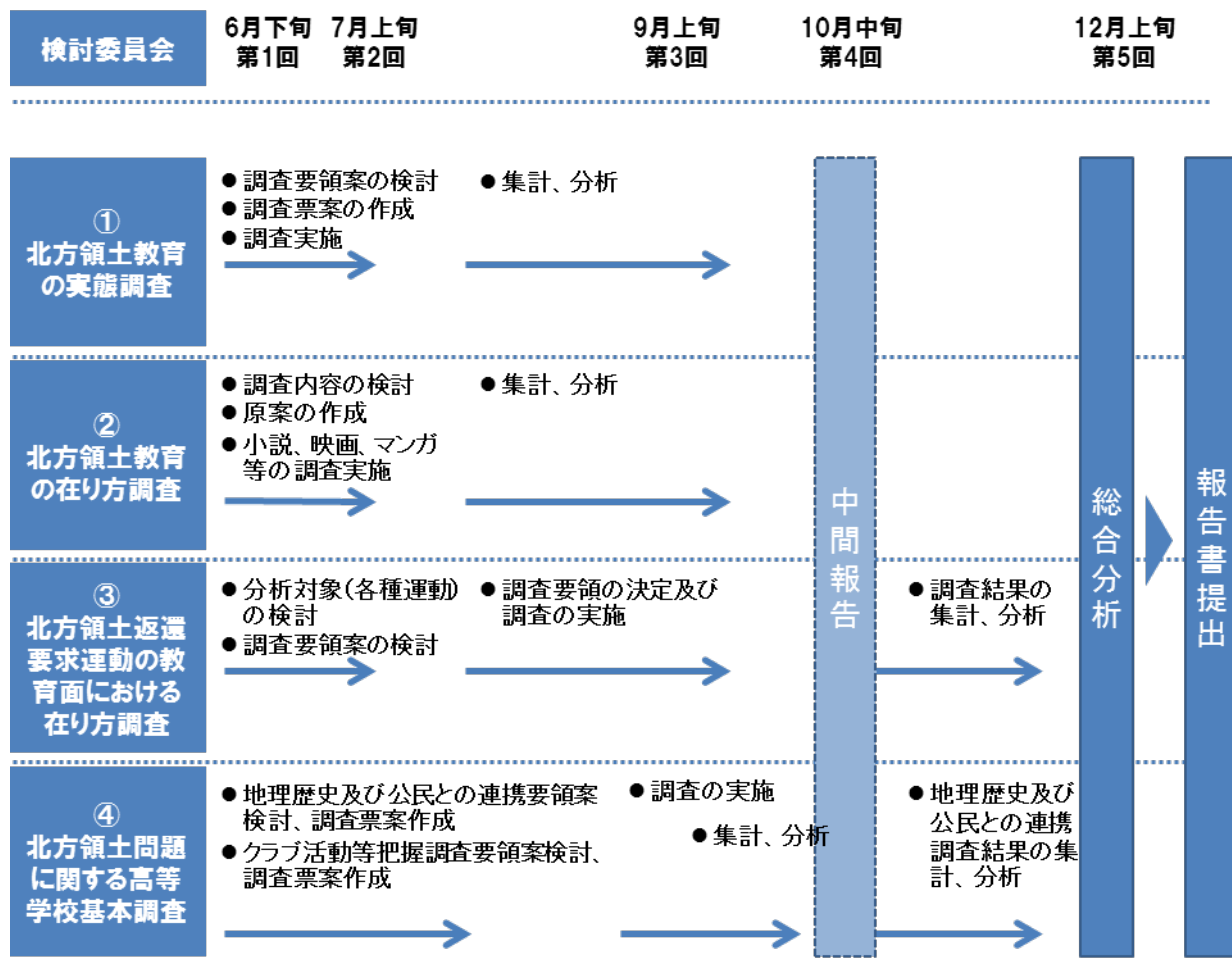 検討委員会
6月下旬
第1回
7月上旬
第2回
9月上旬
第3回
10月中旬
第4回
12月上旬
第5回
①
北方領土教育
の実態調査
●調査要領案の検討
●調査票案の作成
●調査実施
●集計、分析
②
北方領土教育
の在り方調査
●調査内容の検討
●原案の作成
●小説、映画、マンガ
等の調査実施
●集計、分析
③
北方領土返還
要求運動の教
育面における
在り方調査
●分析対象(各種運動)
の検討
●調査要領案の検討
●調査要領の決定及び
調査の実施
●調査結果の
集計、分析
④
北方領土問題
に関する高等
学校基本調査
●地理歴史及び公民との連携要領案
検討、調査票案作成
●クラブ活動等把握調査要領案検討、
調査票案作成
●調査の実施
●集計、分析
●地理歴史及び
公民との連携
調査結果の集
計、分析
中間報告
総合分析
報告書提出